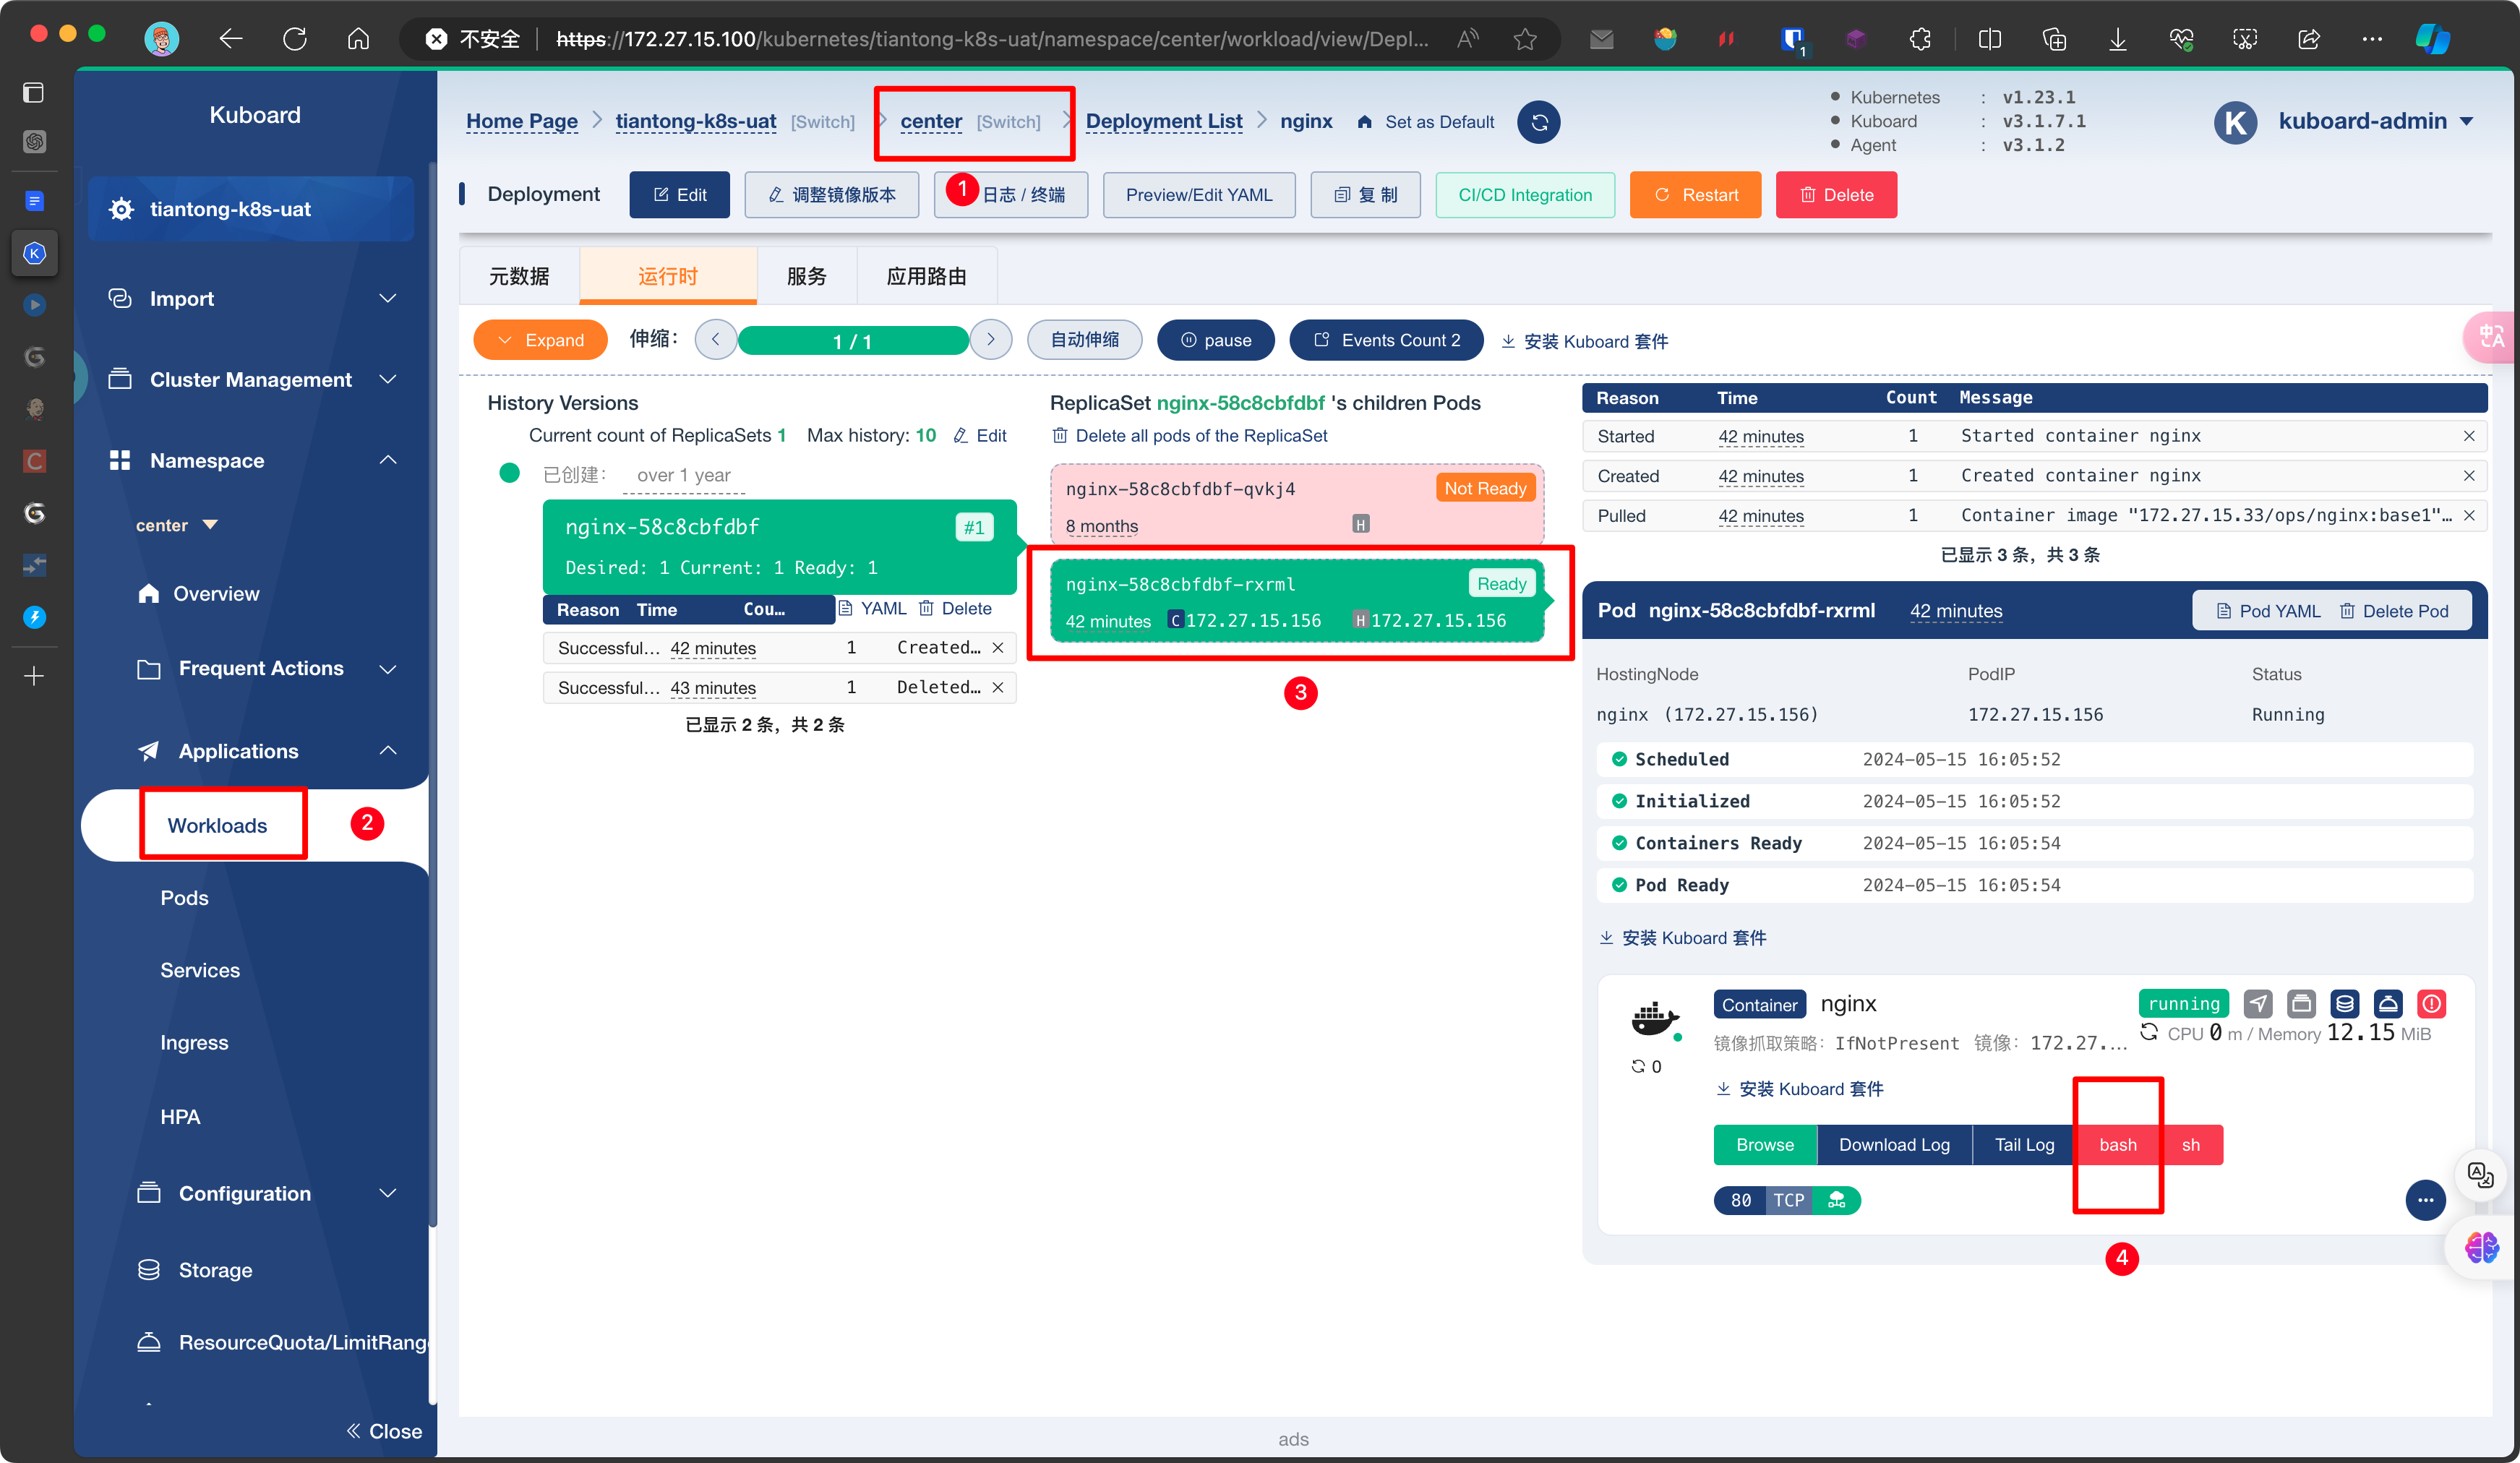 不安全 https://172.27.15.100/kubernetes/tiantong-k8s-uat/namespace/center/workload/view/Depl...
1
Kuboard
tiantong-k8s-uat
Import
Cluster Management
Namespace
center
Overview
Frequent Actions
Applications
Workloads
2
Pods
Services
Ingress
HPA
Configuration
Storage
ResourceQuota/LimitRange
Close
Home Page > tiantong-k8s-uat [Switch] > center [Switch] > Deployment List > nginx Set as Default
Kubernetes : v1.23.1
Kuboard : v3.1.7.1
Agent : v3.1.2
K kuboard-admin
Deployment Edit 调整镜像版本 1 日志 / 终端 Preview/Edit YAML 复 制 CI/CD Integration Restart Delete
元数据 运行时 服务 应用路由
Expand 伸缩： 1 / 1 自动伸缩 pause Events Count 2 安装 Kuboard 套件
中A
History Versions
Current count of ReplicaSets 1 Max history: 10 Edit
已创建： over 1 year
nginx-58c8cbfdbf #1
Desired: 1 Current: 1 Ready: 1
Reason Time Cou... YAML Delete
Successful... 42 minutes 1 Created...
Successful... 43 minutes 1 Deleted...
已显示 2 条，共 2 条
ReplicaSet nginx-58c8cbfdbf 's children Pods
Delete all pods of the ReplicaSet
nginx-58c8cbfdbf-qvkj4 Not Ready
8 months H
nginx-58c8cbfdbf-rxrml Ready
42 minutes C 172.27.15.156 H 172.27.15.156
3
Reason Time Count Message
Started 42 minutes 1 Started container nginx
Created 42 minutes 1 Created container nginx
Pulled 42 minutes 1 Container image "172.27.15.33/ops/nginx:base1"...
已显示 3 条，共 3 条
Pod nginx-58c8cbfdbf-rxrml 42 minutes Pod YAML Delete Pod
HostingNode PodIP Status
nginx (172.27.15.156) 172.27.15.156 Running
Scheduled 2024-05-15 16:05:52
Initialized 2024-05-15 16:05:52
Containers Ready 2024-05-15 16:05:54
Pod Ready 2024-05-15 16:05:54
安装 Kuboard 套件
Container nginx running
镜像抓取策略：IfNotPresent 镜像：172.27.... CPU 0 m / Memory 12.15 MiB
0
安装 Kuboard 套件
Browse Download Log Tail Log bash sh
80 TCP
4
ads